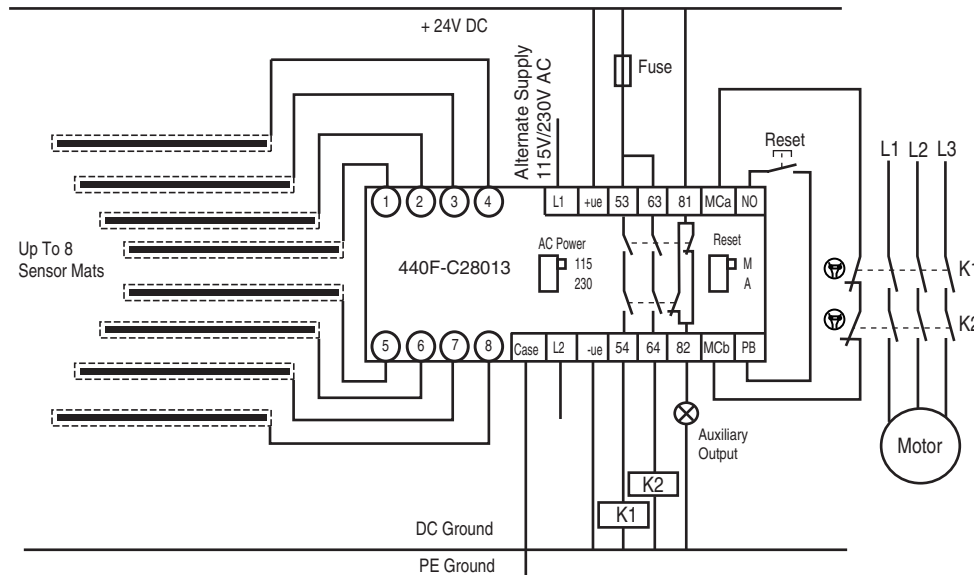 + 24V DC
Alternate Supply
115V/230V AC
Fuse
Reset
L1 L2 L3
1 2 3 4
L1 +ue 53 63 81 MCa NO
Up To 8
Sensor Mats
440F-C28013
AC Power
115
230
Reset
M
A
K1
K2
5 6 7 8
Case L2 -ue 54 64 82 MCb PB
Auxiliary
Output
Motor
K2
K1
DC Ground
PE Ground